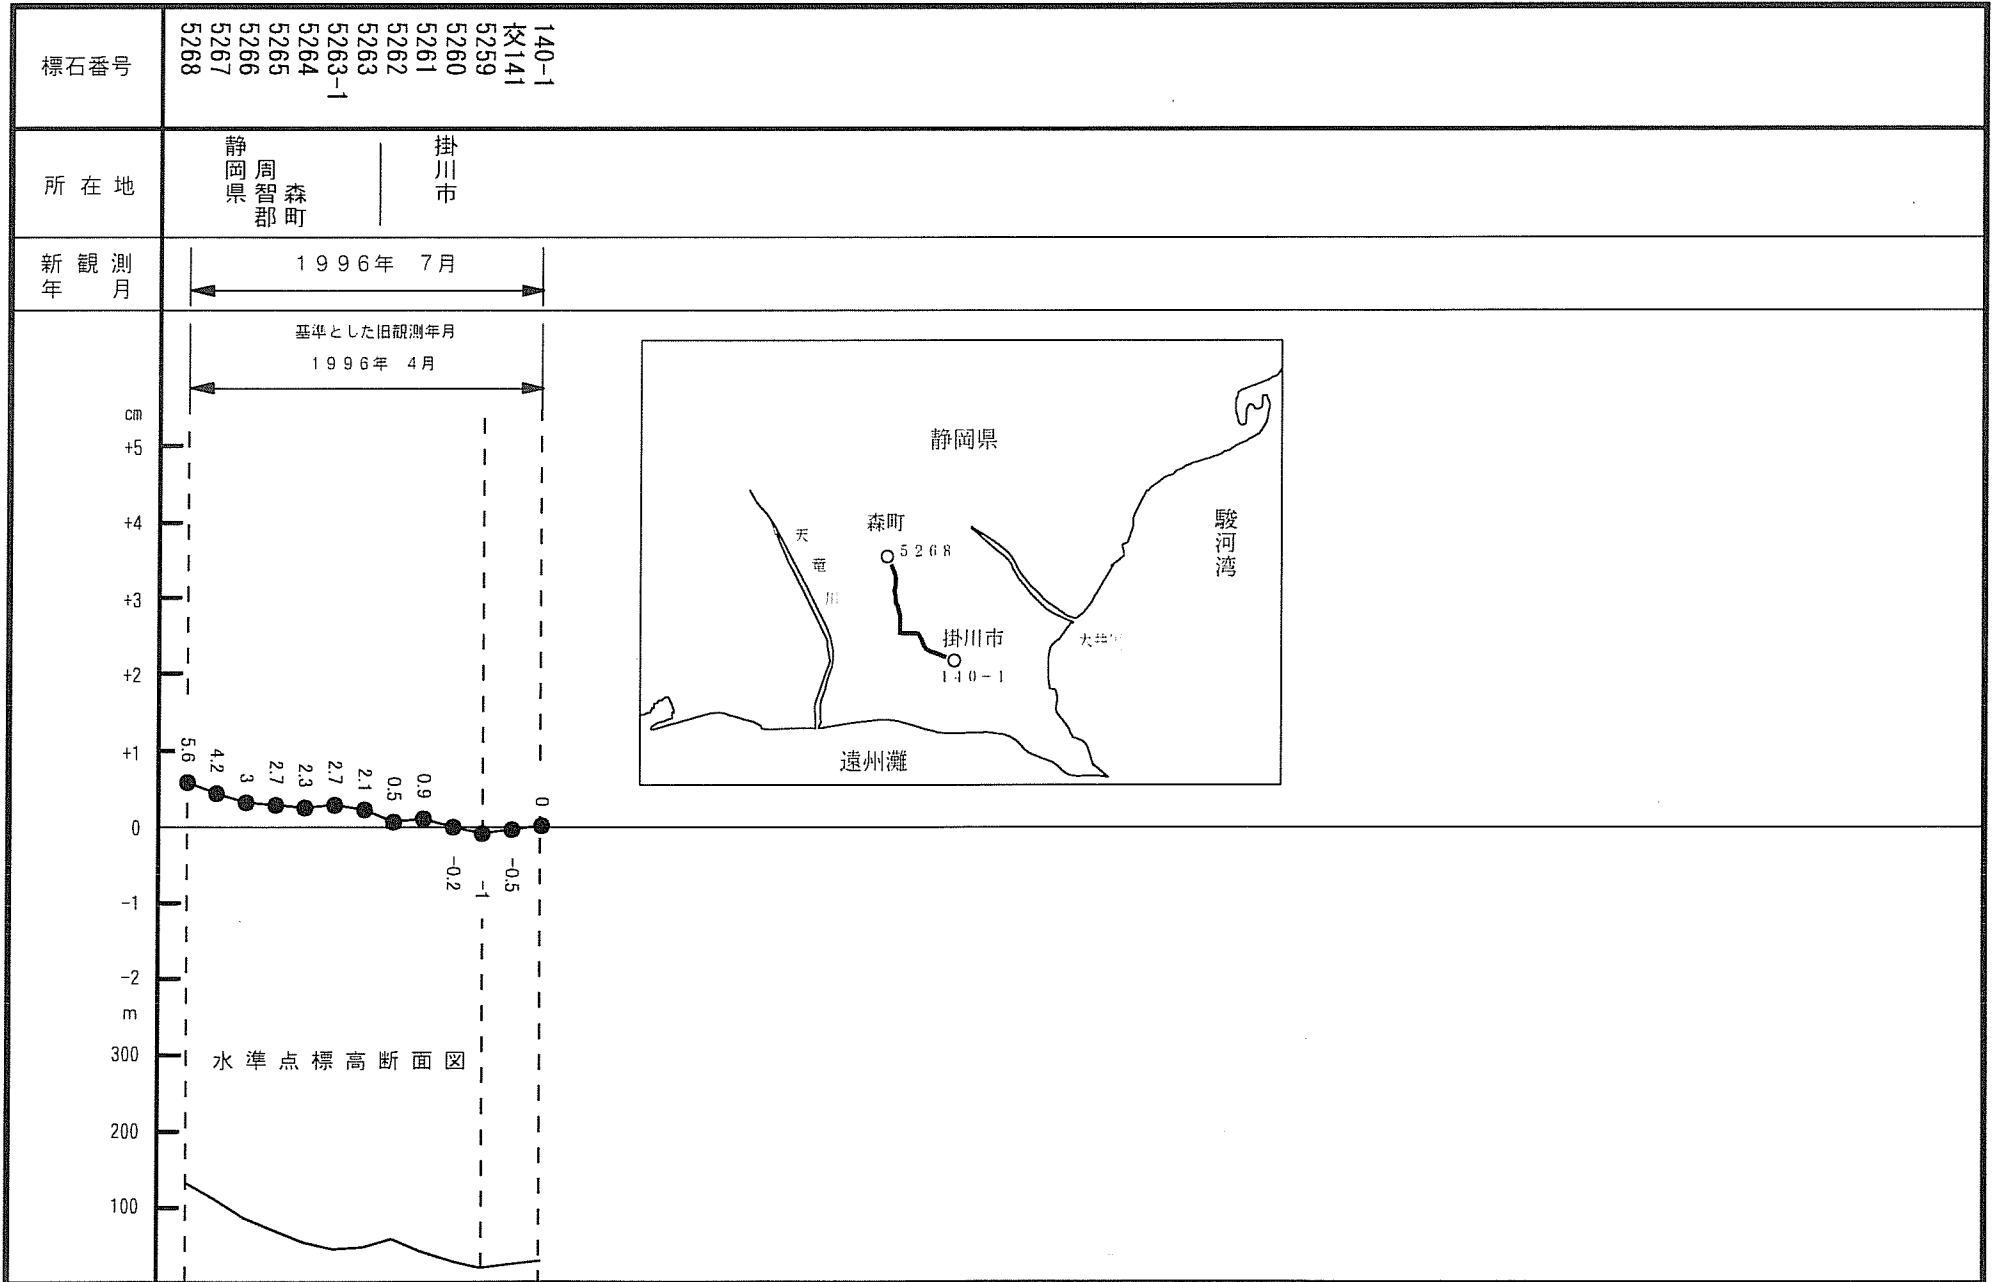 標石番号
5268
5267
5266
5265
5264
5263-1
5263
5262
5261
5260
5259
交141
140-1
所在地
静岡県
周智郡
森町
掛川市
新観測
年月
1996年 7月
基準とした旧観測年月
1996年 4月
cm
+5
+4
+3
+2
+1
0
-1
-2
5.6
4.2
3
2.7
2.3
2.7
2.1
0.5
0.9
-0.2
-1
-0.5
0
m
300
200
100
水準点標高断面図
静岡県
森町
5268
天竜川
掛川市
140-1
駿河湾
遠州灘